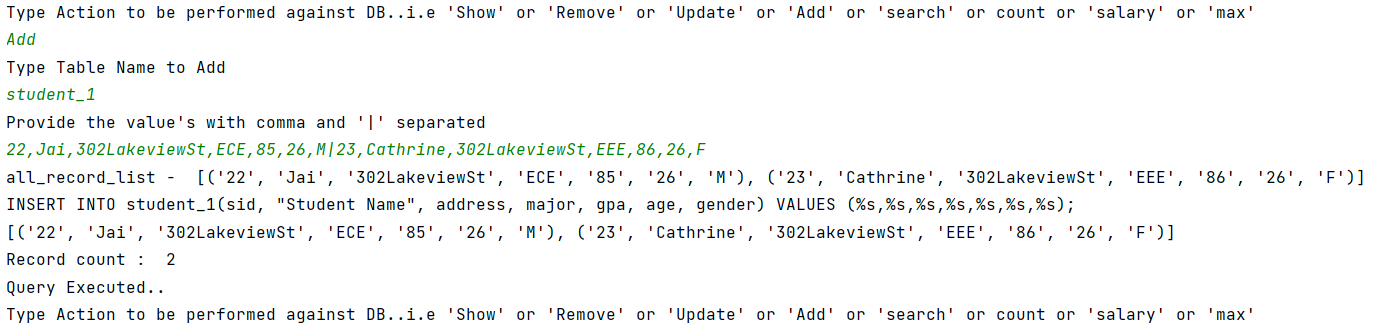 Type Action to be performed against DB..i.e 'Show' or 'Remove' or 'Update' or 'Add' or 'search' or count or 'salary' or 'max'
Add
Type Table Name to Add
student_1
Provide the value's with comma and '|' separated
22,Jai,302LakeviewSt,ECE,85,26,M|23,Cathrine,302LakeviewSt,EEE,86,26,F
all_record_list -  [('22', 'Jai', '302LakeviewSt', 'ECE', '85', '26', 'M'), ('23', 'Cathrine', '302LakeviewSt', 'EEE', '86', '26', 'F')]
INSERT INTO student_1(sid, "Student Name", address, major, gpa, age, gender) VALUES (%s,%s,%s,%s,%s,%s,%s);
[('22', 'Jai', '302LakeviewSt', 'ECE', '85', '26', 'M'), ('23', 'Cathrine', '302LakeviewSt', 'EEE', '86', '26', 'F')]
Record count :  2
Query Executed..
Type Action to be performed against DB..i.e 'Show' or 'Remove' or 'Update' or 'Add' or 'search' or count or 'salary' or 'max'